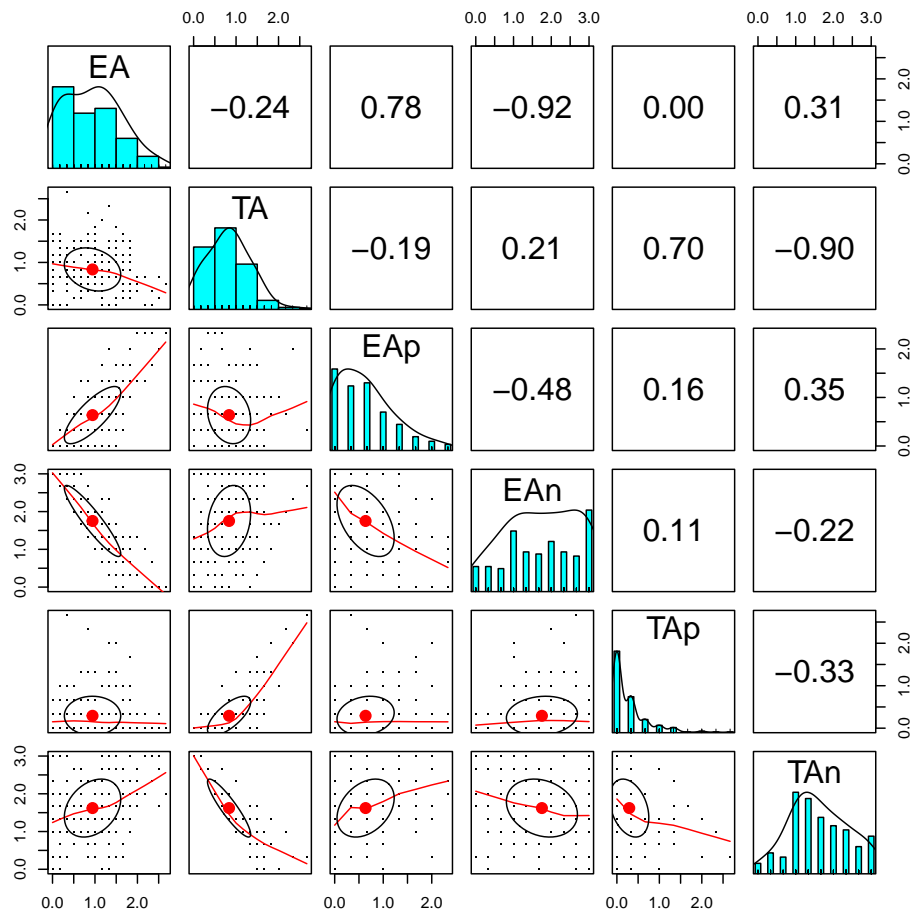 0.0 1.0 2.0 0.0 1.0 2.0 3.0 0.0 1.0 2.0 3.0
EA −0.24 0.78 −0.92 0.00 0.31 0.0 1.0 2.0
0.0 1.0 2.0 TA −0.19 0.21 0.70 −0.90
EAp −0.48 0.16 0.35 0.0 1.0 2.0
0.0 1.0 2.0 3.0 EAn 0.11 −0.22
TAp −0.33 0.0 1.0 2.0
0.0 1.0 2.0 3.0 TAn
0.0 1.0 2.0 0.0 1.0 2.0 0.0 1.0 2.0